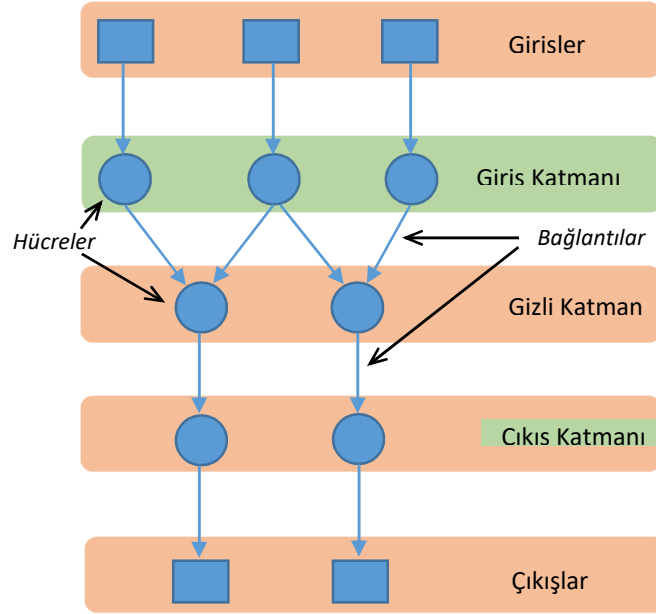 Girisler
Giris Katmanı
Hücreler
Bağlantılar
Gizli Katman
Cıkıs Katmanı
Çıkışlar